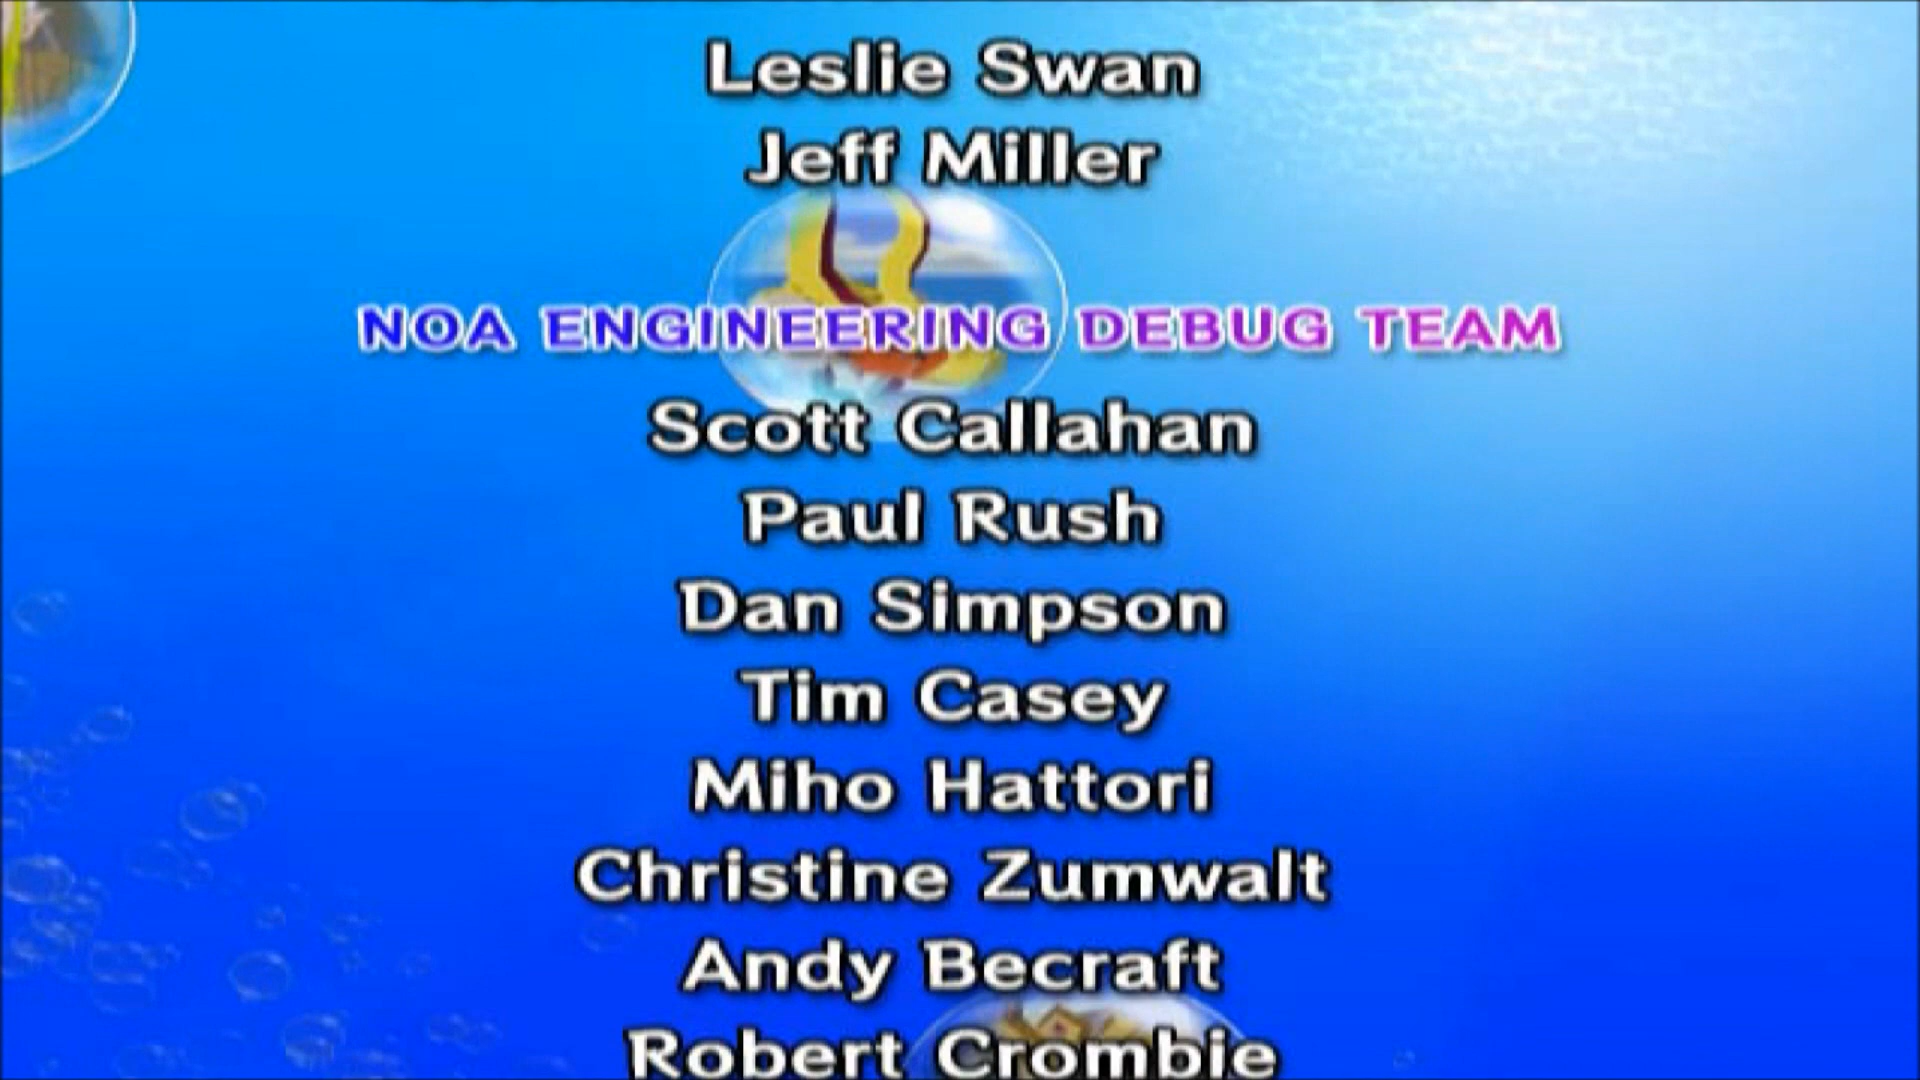 Leslie Swan
Jeff Miller
NOA ENGINEERING DEBUG TEAM
Scott Callahan
Paul Rush
Dan Simpson
Tim Casey
Miho Hattori
Christine Zumwalt
Andy Becraft
Robert Crombie